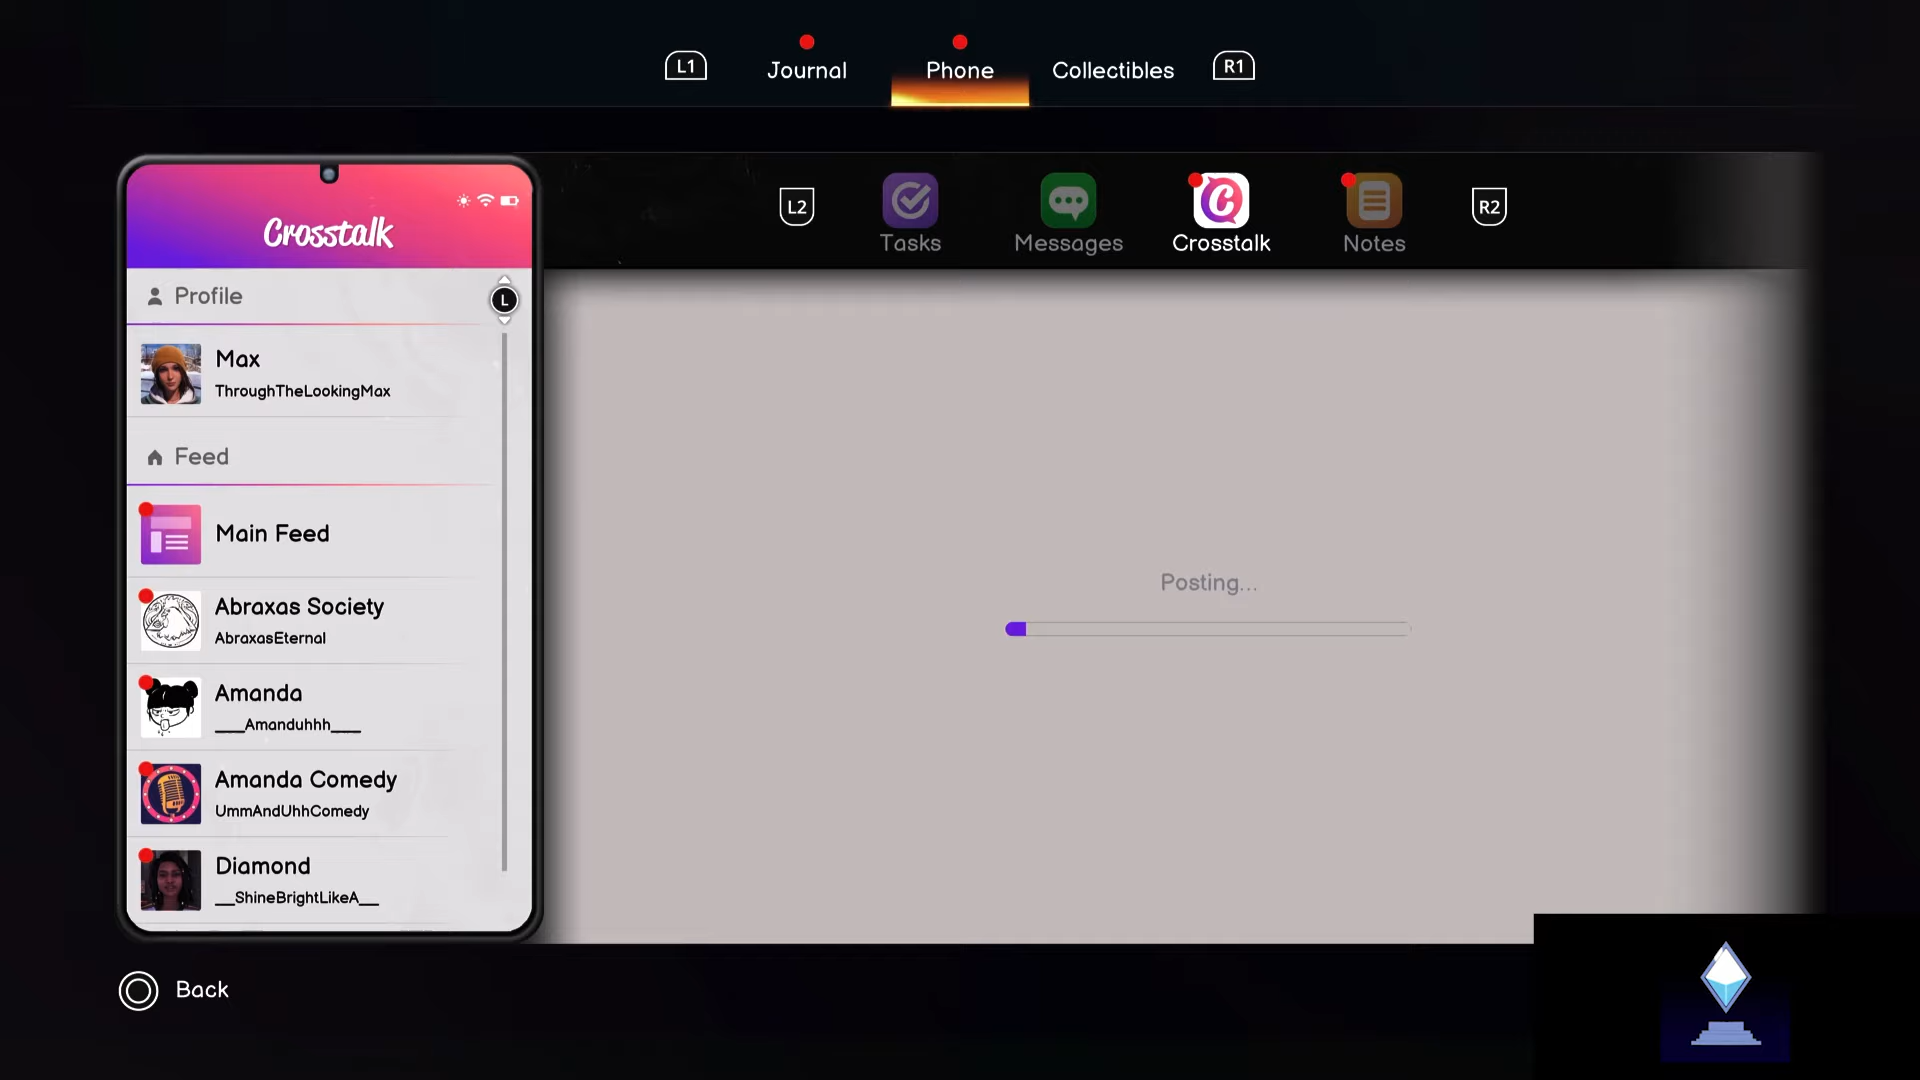 L1
Journal
Phone
Collectibles
R1
Crosstalk
L2
Tasks
Messages
Crosstalk
Notes
R2
Profile
L
Max
ThroughTheLookingMax
Feed
Main Feed
Abraxas Society
AbraxasEternal
Amanda
___Amanduhhh___
Amanda Comedy
UmmAndUhhComedy
Diamond
__ShineBrightLikeA__
Posting...
Back